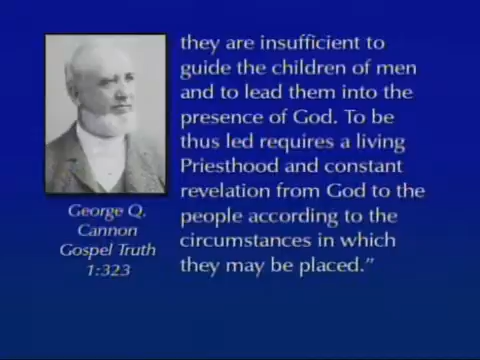 they are insufficient to
guide the children of men
and to lead them into the
presence of God. To be
thus led requires a living
Priesthood and constant
revelation from God to the
people according to the
circumstances in which
they may be placed.”
George Q.
Cannon
Gospel Truth
1:323